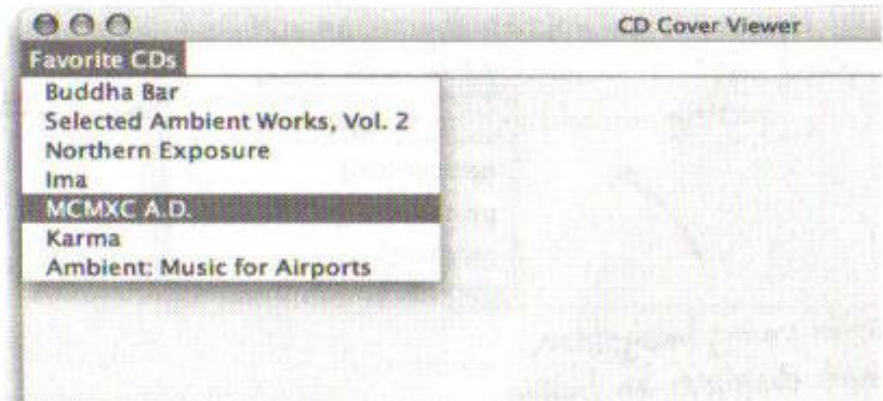 CD Cover Viewer
Favorite CDs
Buddha Bar
Selected Ambient Works, Vol. 2
Northern Exposure
Ima
MCMXC A.D.
Karma
Ambient: Music for Airports